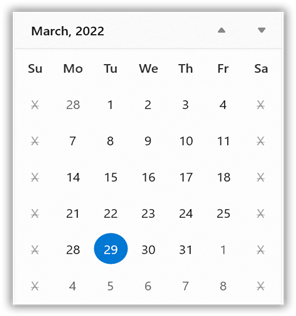 March, 2022
Su Mo Tu We Th Fr Sa
X 28 1 2 3 4 X
X 7 8 9 10 11 X
X 14 15 16 17 18 X
X 21 22 23 24 25 X
X 28 29 30 31 1 X
X 4 5 6 7 8 X